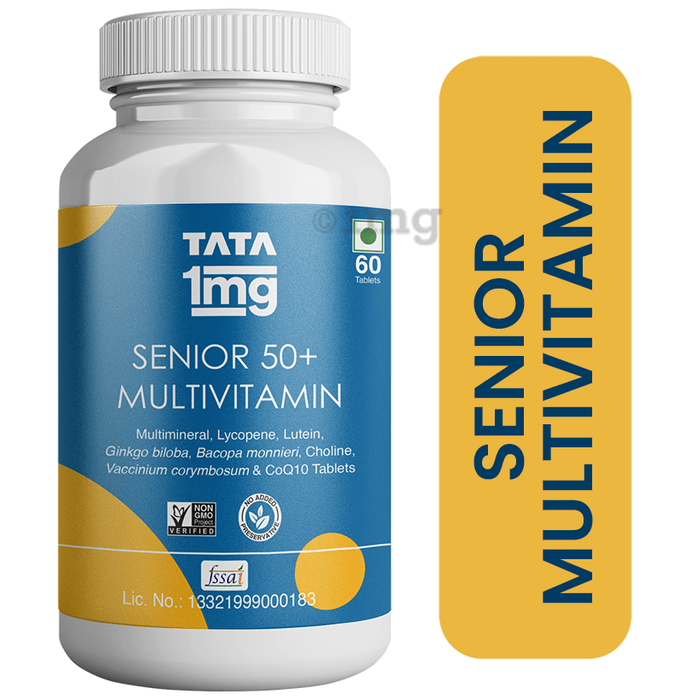 TATA
1mg
60
Tablets
©1mg
SENIOR 50+
MULTIVITAMIN
Multimineral, Lycopene, Lutein,
Ginkgo biloba, Bacopa monnieri, Choline,
Vaccinium corymbosum & CoQ10 Tablets
NON
GMO
Project
VERIFIED
NO ADDED
PRESERVATIVE
fssai
Lic. No.: 13321999000183
SENIOR
MULTIVITAMIN